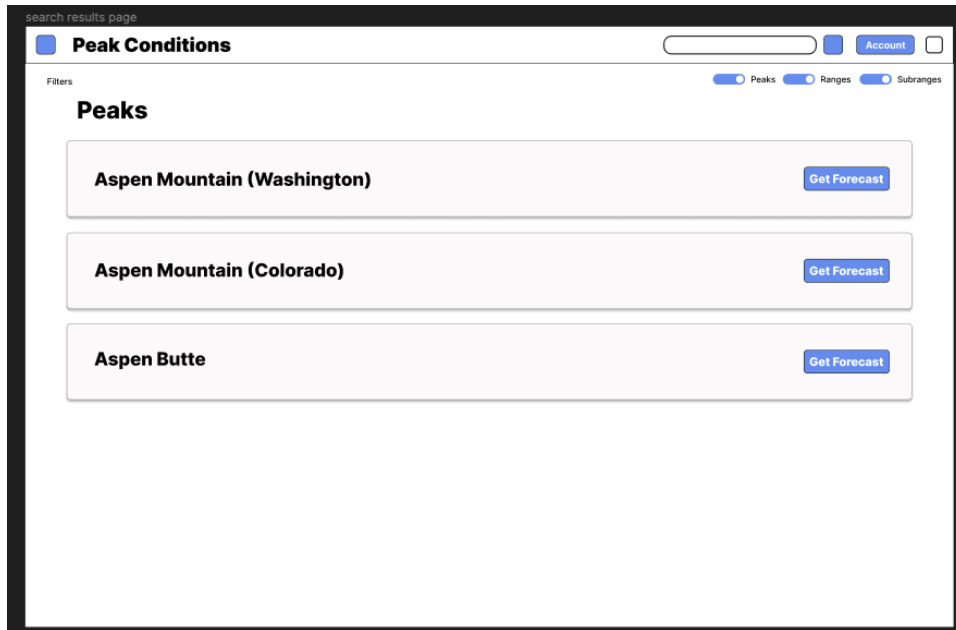 search results page
Peak Conditions
Account
Filters
Peaks Ranges Subranges
Peaks
Aspen Mountain (Washington)
Get Forecast
Aspen Mountain (Colorado)
Get Forecast
Aspen Butte
Get Forecast